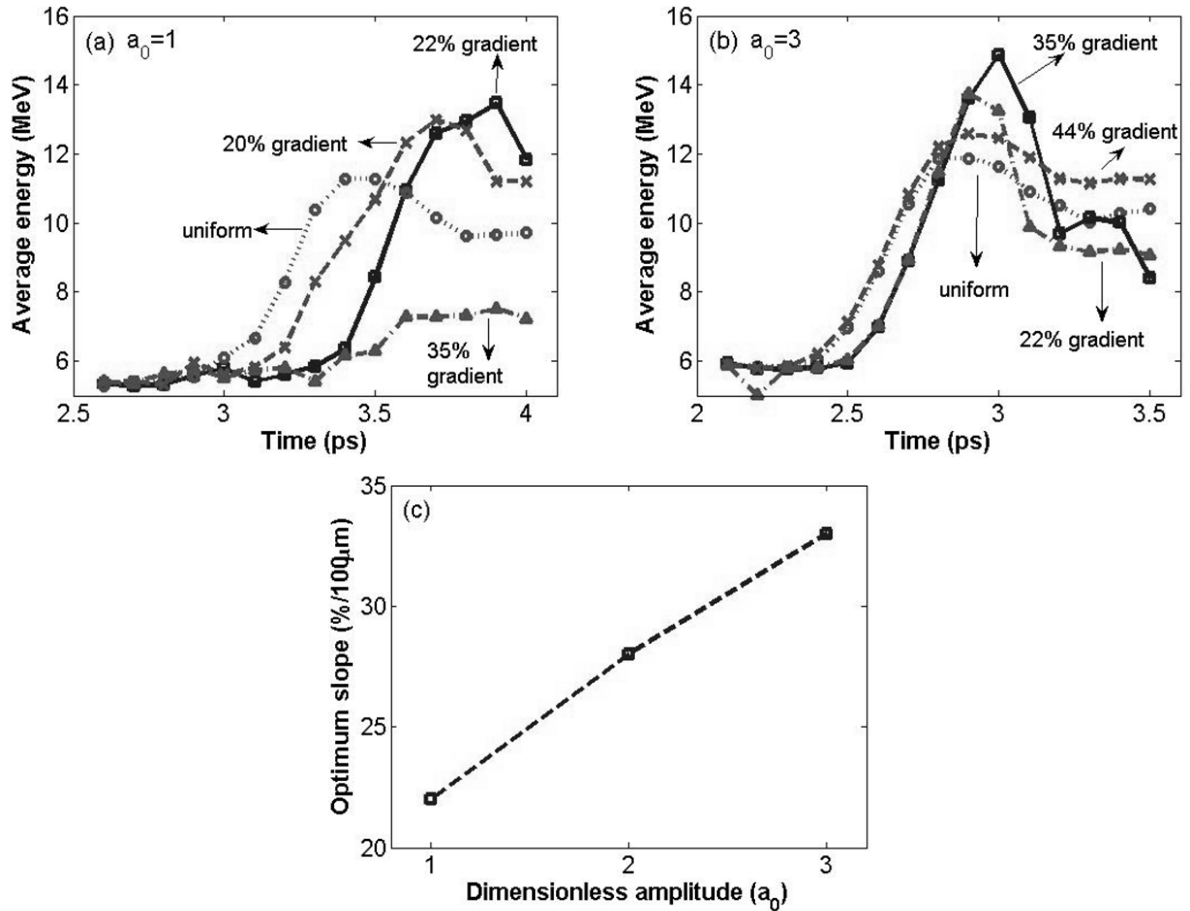 (a) a0=1
22% gradient
20% gradient
uniform
35%
gradient
Average energy (MeV)
16
14
12
10
8
6
2.5
3
3.5
4
Time (ps)
(b) a0=3
35%
gradient
44% gradient
uniform
22% gradient
Average energy (MeV)
16
14
12
10
8
6
2
2.5
3
3.5
Time (ps)
(c)
Optimum slope (%/100μm)
35
30
25
20
1
2
3
Dimensionless amplitude (a0)